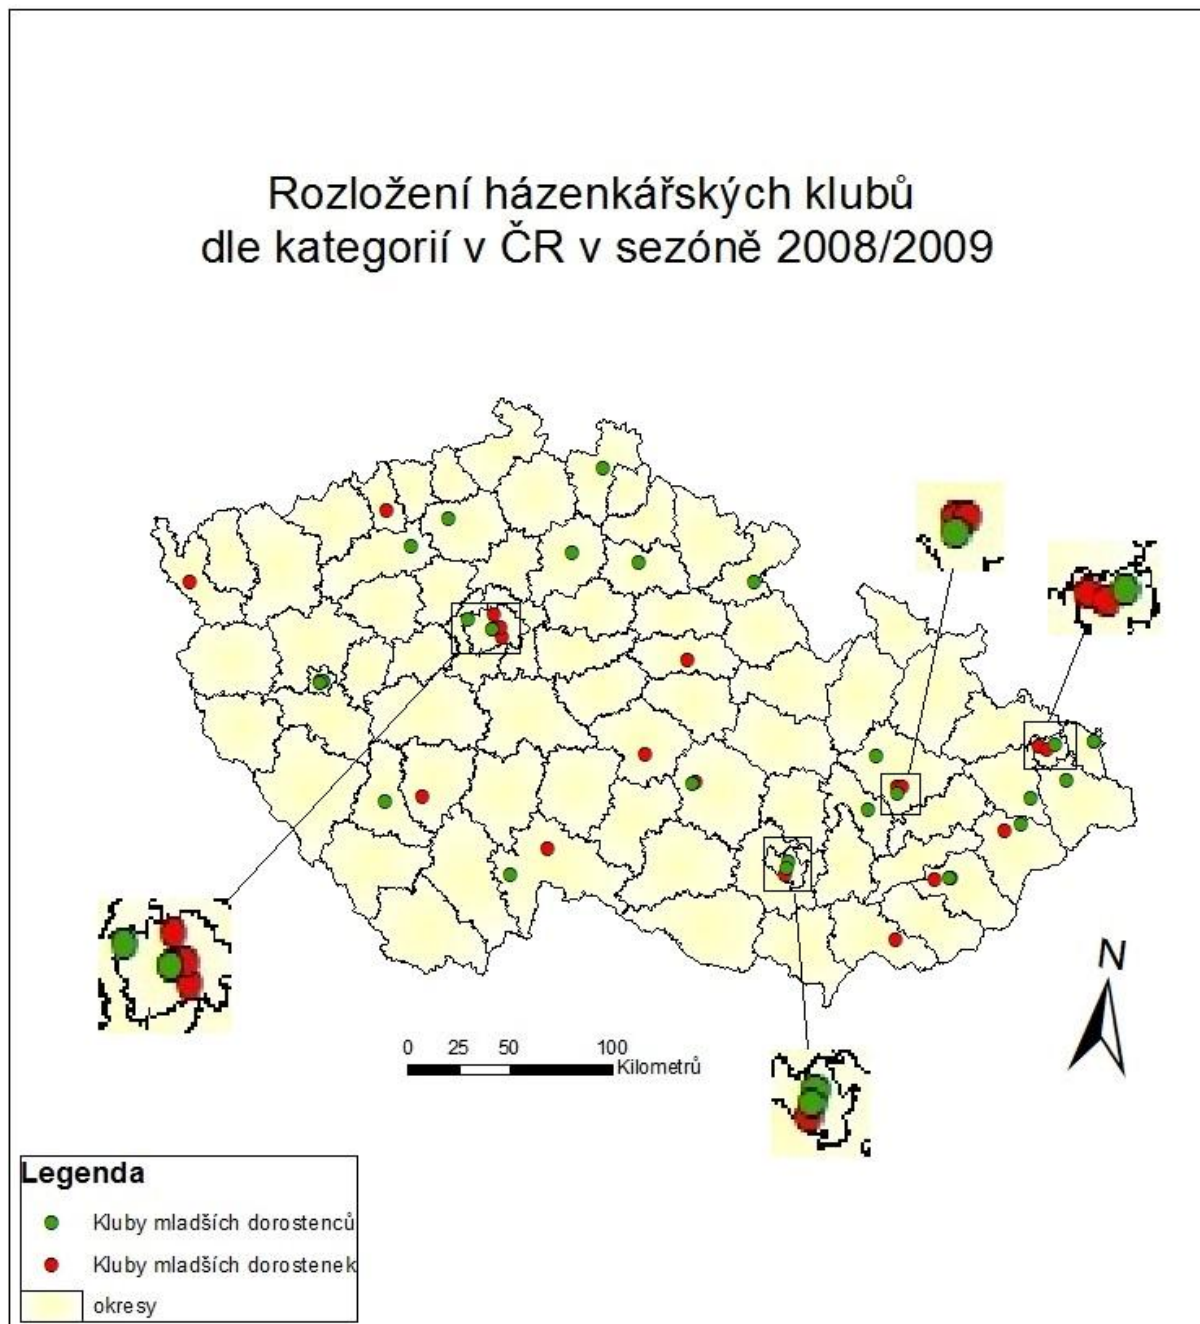 Rozložení házenkářských klubů
dle kategorií v ČR v sezóně 2008/2009
N
0 25 50 100
Kilometrů
Legenda
Kluby mladších dorostenců
Kluby mladších dorostenek
okresy